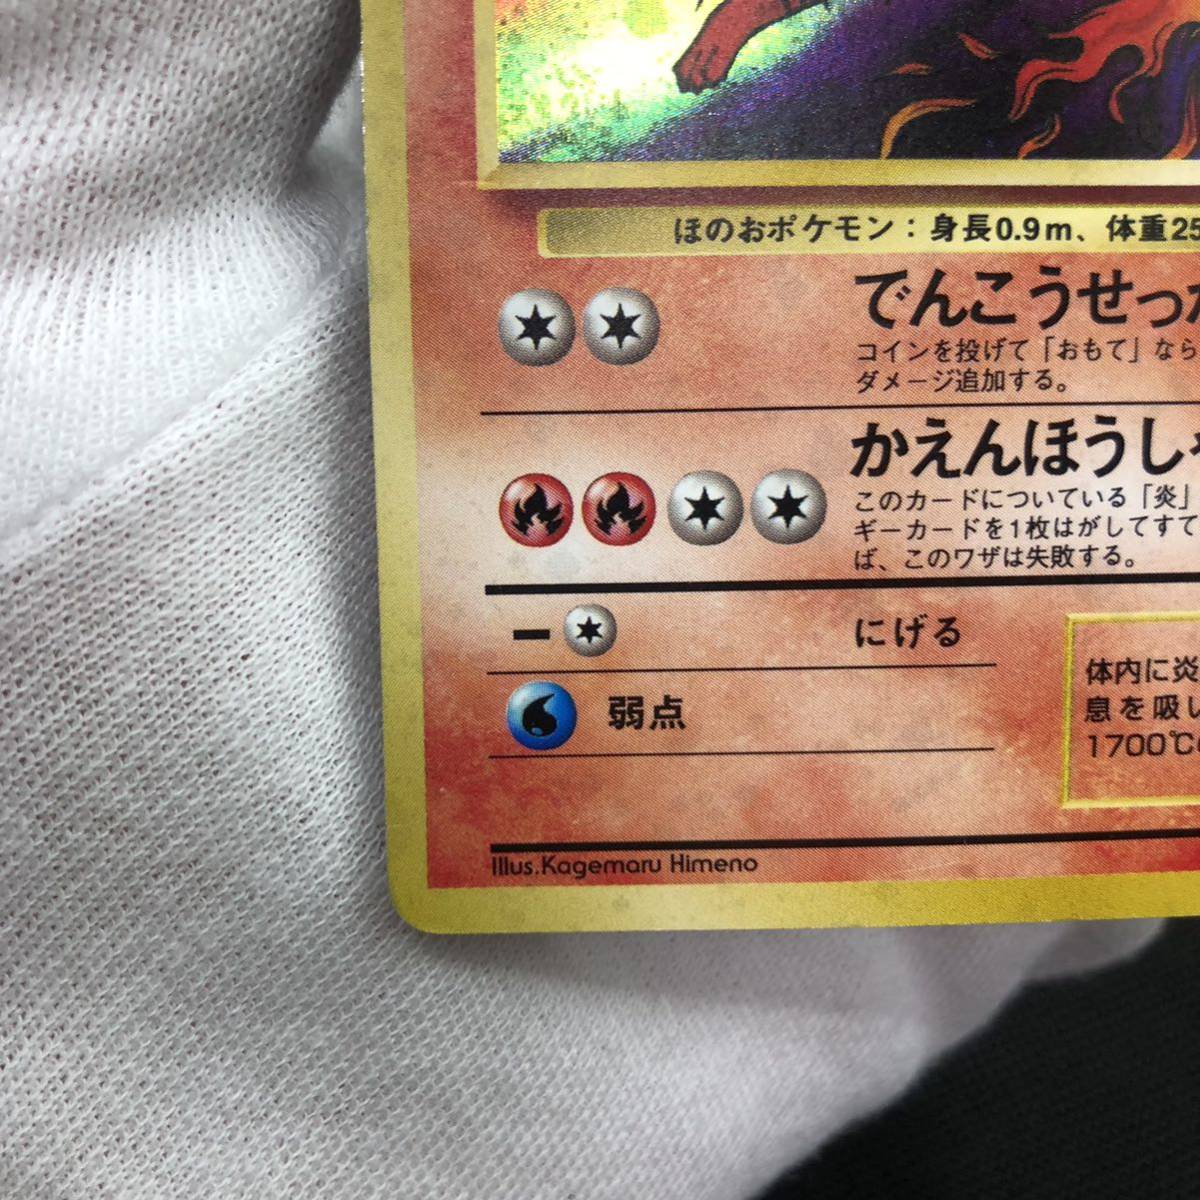 ほのおポケモン：身長0.9m、体重25
でんこうせっか
コインを投げて「おもて」なら
ダメージ追加する。
かえんほうし
このカードについている「炎」
ギーカードを1枚はがしてすて
ば、このワザは失敗する。
にげる
弱点
体内に炎
息を吸い
1700℃
Illus.Kagemaru Himeno